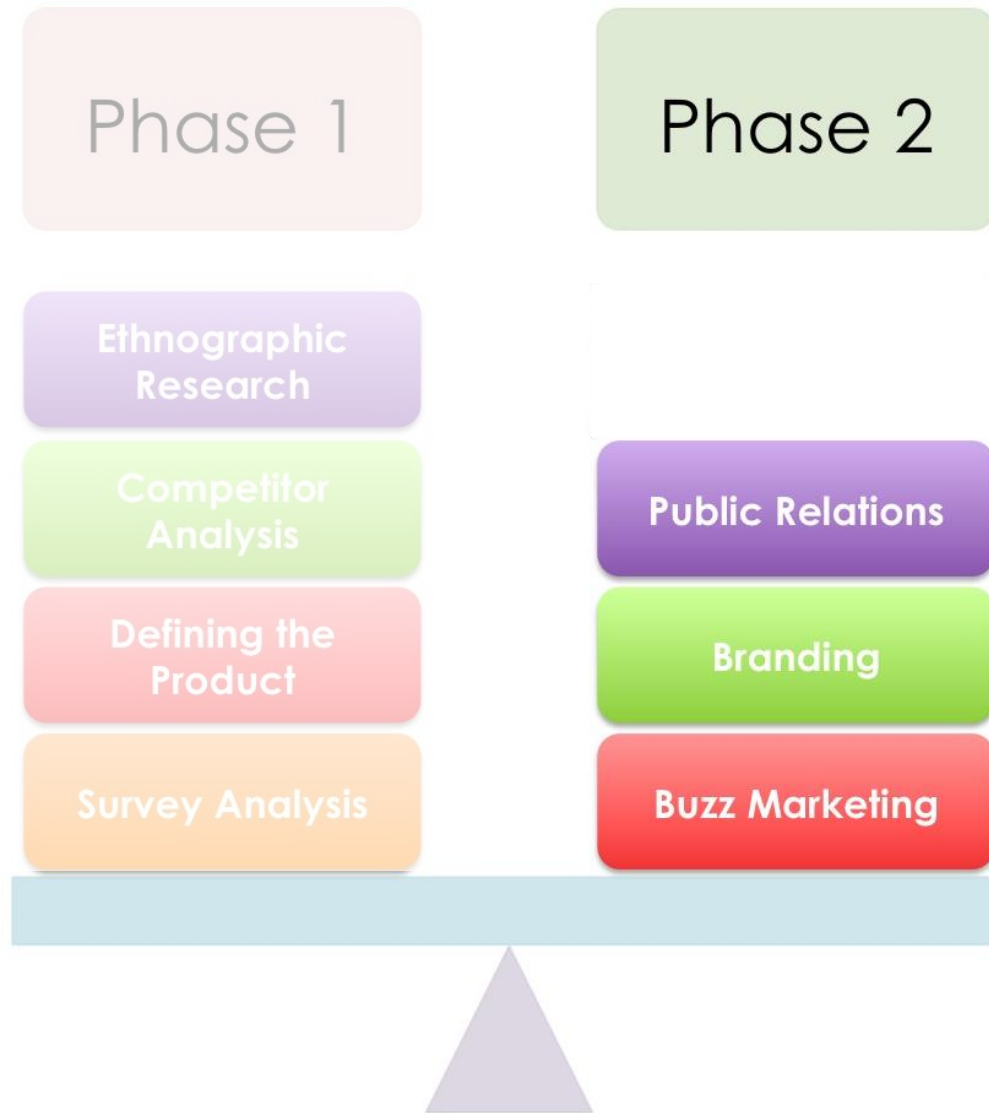 Phase 1
Phase 2
Ethnographic
Research
Competitor
Analysis
Defining the
Product
Survey Analysis
Public Relations
Branding
Buzz Marketing